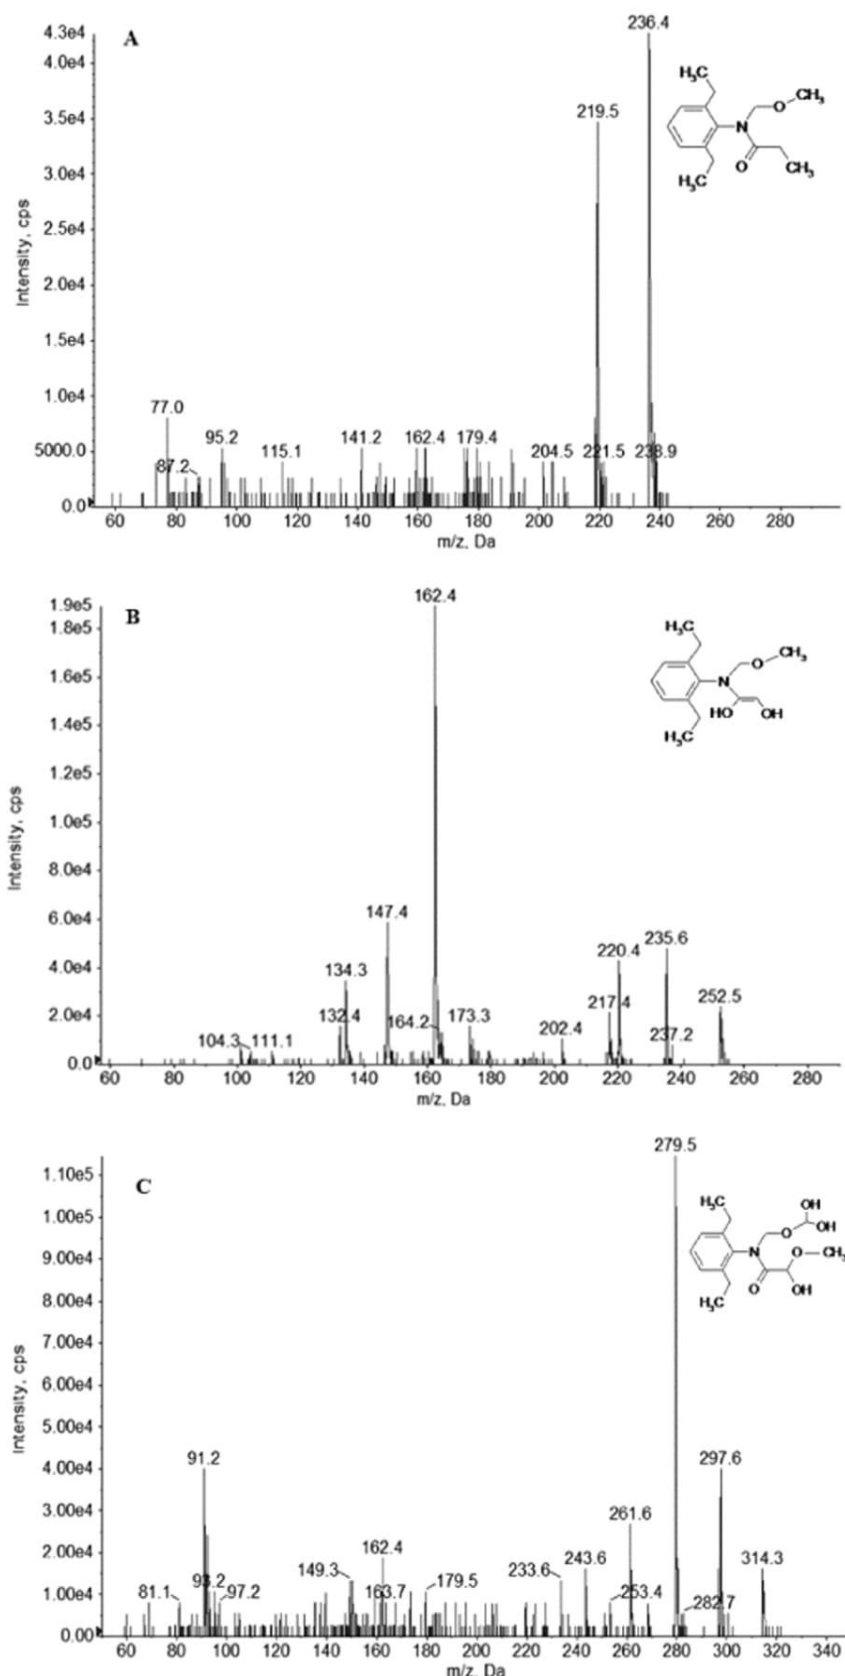 A
4.3e4
4.0e4
3.5e4
3.0e4
2.5e4
2.0e4
1.5e4
1.0e4
5000.0
0.0
Intensity, cps
236.4
219.5
77.0
87.2
95.2
115.1
141.2
162.4
179.4
204.5
221.5
238.9
H₃C
N
O
CH₃
O
CH₃
H₃C
60 80 100 120 140 160 180 200 220 240 260 280
m/z, Da
B
1.9e5
1.8e5
1.6e5
1.4e5
1.2e5
1.0e5
8.0e4
6.0e4
4.0e4
2.0e4
0.0
Intensity, cps
162.4
147.4
134.3
132.4
104.3
111.1
164.2
173.3
202.4
217.4
220.4
235.6
237.2
252.5
H₃C
N
O
CH₃
HO
OH
H₃C
60 80 100 120 140 160 180 200 220 240 260 280
m/z, Da
C
1.10e5
1.00e5
9.00e4
8.00e4
7.00e4
6.00e4
5.00e4
4.00e4
3.00e4
2.00e4
1.00e4
0.00
Intensity, cps
279.5
91.2
81.1
93.2
97.2
149.3
162.4
163.7
179.5
233.6
243.6
253.4
261.6
282.7
297.6
314.3
H₃C
OH
O
OH
N
O
CH₃
O
OH
H₃C
60 80 100 120 140 160 180 200 220 240 260 280 300 320 340
m/z, Da